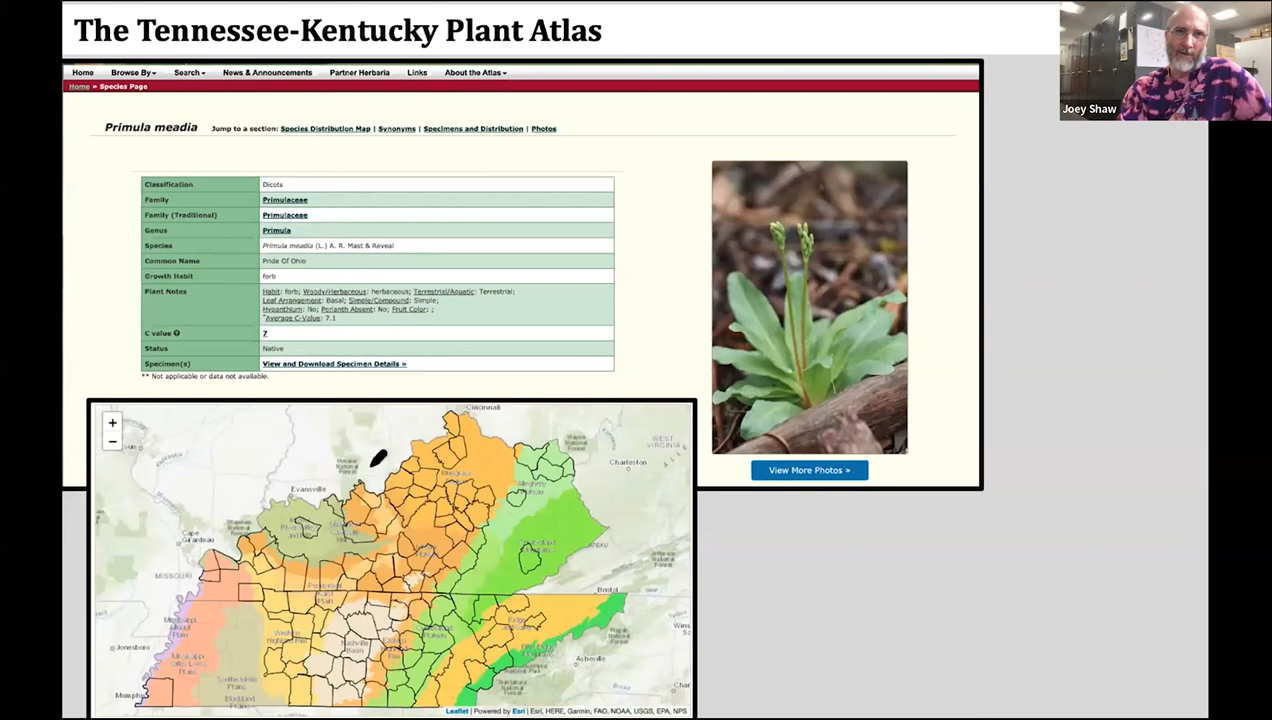 The Tennessee-Kentucky Plant Atlas
Joey Shaw
Home Browse By Search News & Announcements Partner Herbaria Links About the Atlas
Home » Species Page
Primula meadia Jump to a section: Species Distribution Map | Synonyms | Specimens and Distribution | Photos
Classification Dicots
Family Primulaceae
Family (Traditional) Primulaceae
Genus Primula
Species Primula meadia (L.) A. R. Mast & Reveal
Common Name Pride Of Ohio
Growth Habit forb
Plant Notes Habit: forb; Woody/Herbaceous: herbaceous; Terrestrial/Aquatic: Terrestrial;
Leaf Arrangement: Basal; Simple/Compound: Simple;
Hypanthium: No; Perianth Absent: No; Fruit Color: ;
*Average C-Value: 7.1
C value 7
Status Native
Specimen(s) View and Download Specimen Details »
** Not applicable or data not available.
View More Photos »
+
−
Cincinnati
WEST
VIRGINIA
Charleston
Evansville
Cape
Girardeau
MISSOURI
Bristol
Jonesboro
Nashville
Basin
Asheville
Memphis
Leaflet | Powered by Esri | Esri, HERE, Garmin, FAO, NOAA, USGS, EPA, NPS